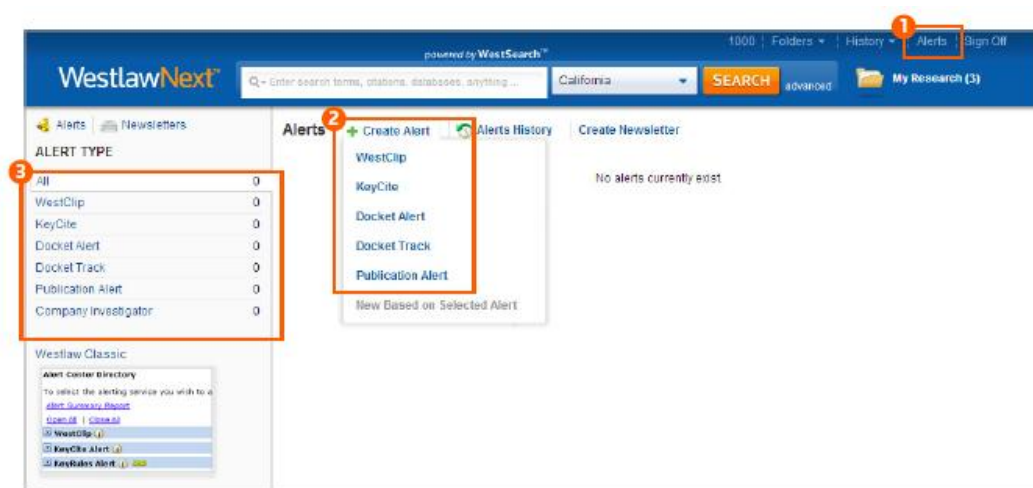 1
1000 | Folders | History | Alerts | Sign Off
powered by WestSearch™
WestlawNext™
Enter search terms, citations, databases, anything ...
California
SEARCH
advanced
My Research (3)
Alerts | Newsletters
Alerts
2
Create Alert
Alerts History
Create Newsletter
ALERT TYPE
3
All 0
WestClip 0
KeyCite 0
Docket Alert 0
Docket Track 0
Publication Alert 0
Company Investigator 0
WestClip
KeyCite
Docket Alert
Docket Track
Publication Alert
New Based on Selected Alert
No alerts currently exist
Westlaw Classic
Alert Center Directory
To select the alerting service you wish to a
Alert Summary Report
Open All | Close All
WestClip
KeyCite Alert
KeyRules Alert